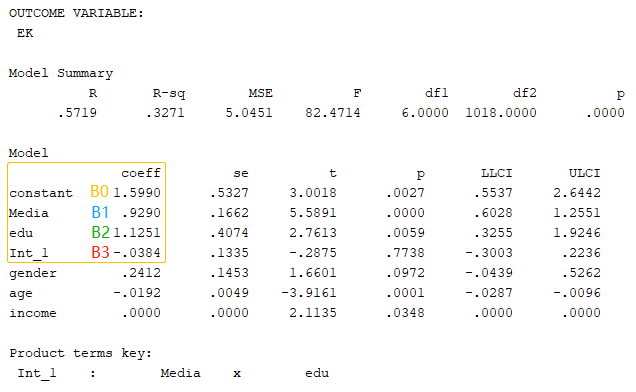 OUTCOME VARIABLE:
EK
Model Summary
R R-sq MSE F df1 df2 p
.5719 .3271 5.0451 82.4714 6.0000 1018.0000 .0000
Model
coeff se t p LLCI ULCI
constant B0 1.5990 .5327 3.0018 .0027 .5537 2.6442
Media B1 .9290 .1662 5.5891 .0000 .6028 1.2551
edu B2 1.1251 .4074 2.7613 .0059 .3255 1.9246
Int_1 B3 -.0384 .1335 -.2875 .7738 -.3003 .2236
gender .2412 .1453 1.6601 .0972 -.0439 .5262
age -.0192 .0049 -3.9161 .0001 -.0287 -.0096
income .0000 .0000 2.1135 .0348 .0000 .0000
Product terms key:
Int_1 : Media x edu